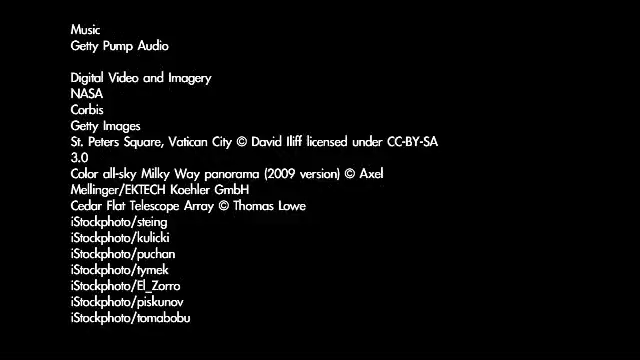 Music
Getty Pump Audio
Digital Video and Imagery
NASA
Corbis
Getty Images
St. Peters Square, Vatican City © David Iliff licensed under CC-BY-SA
3.0
Color all-sky Milky Way panorama (2009 version) © Axel
Mellinger/EKTECH Koehler GmbH
Cedar Flat Telescope Array © Thomas Lowe
iStockphoto/steing
iStockphoto/kulicki
iStockphoto/puchan
iStockphoto/tymek
iStockphoto/El_Zorro
iStockphoto/piskunov
iStockphoto/tomabobu